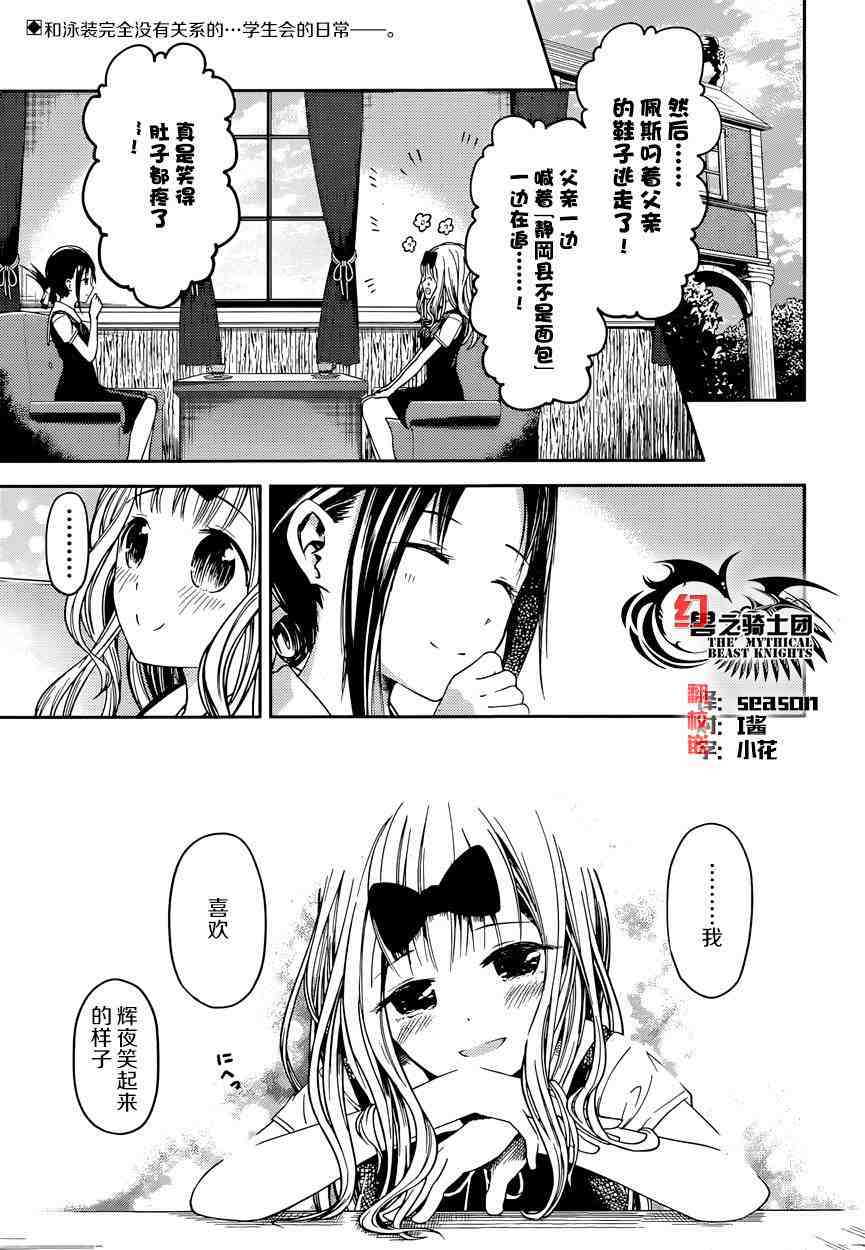 ◆和泳装完全没有关系的…学生会的日常——。
然后……
佩斯叼着父亲
的鞋子逃走了！
父亲一边
喊着「静岡县不是面包」
一边在追……！
真是笑得
肚子都疼了
…！
………
幻兽之骑士团
THE MYTHICAL
BEAST KNIGHTS
翻译：season
校对：I酱
嵌字：小花
………我
喜欢
辉夜笑起来
的样子
にへっ